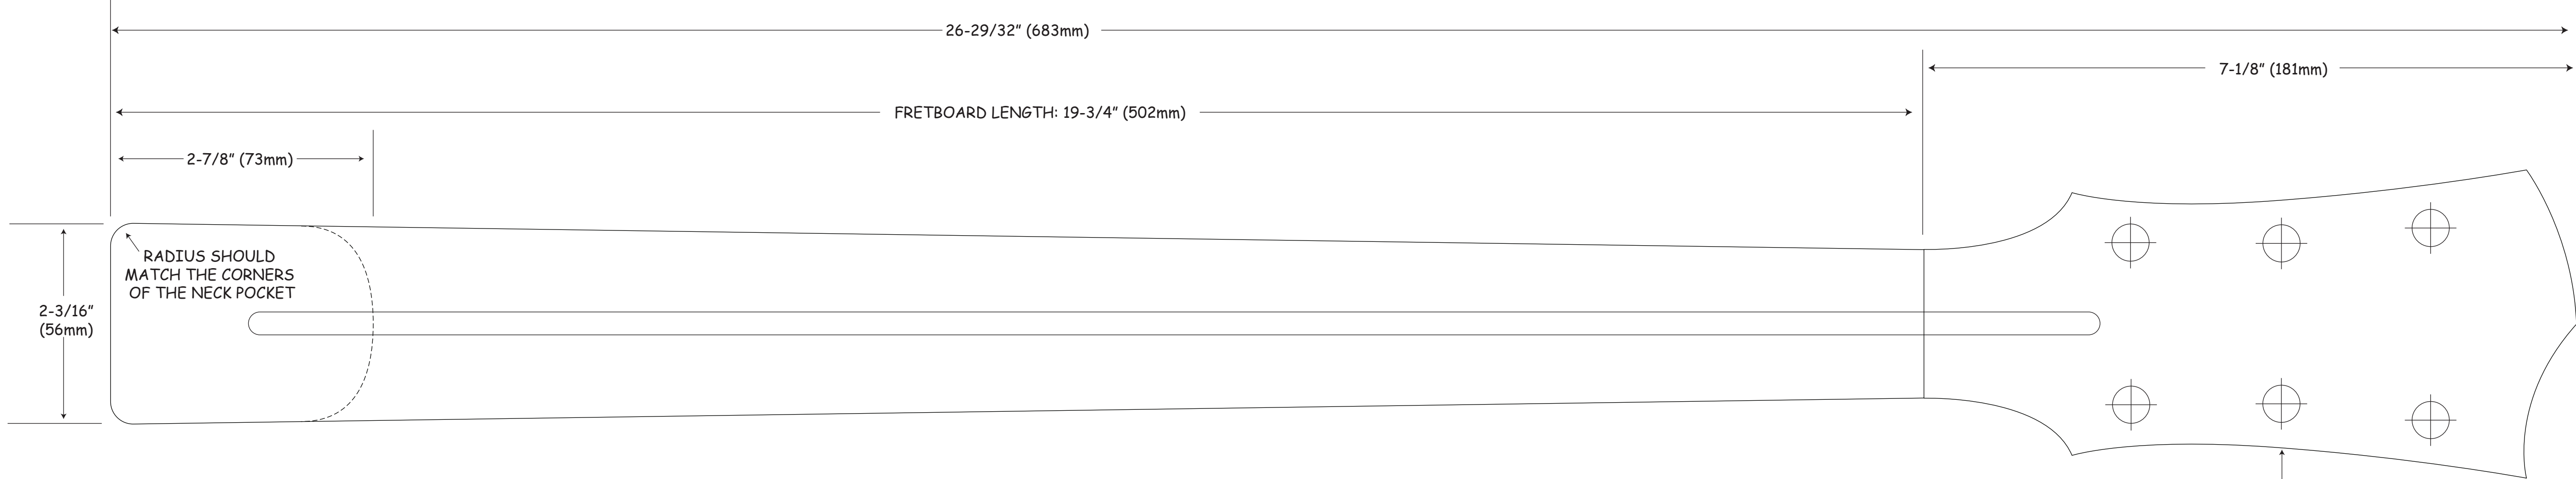 26-29/32" (683mm)
7-1/8" (181mm)
FRETBOARD LENGTH: 19-3/4" (502mm)
2-7/8" (73mm)
RADIUS SHOULD
MATCH THE CORNERS
OF THE NECK POCKET
2-3/16"
(56mm)